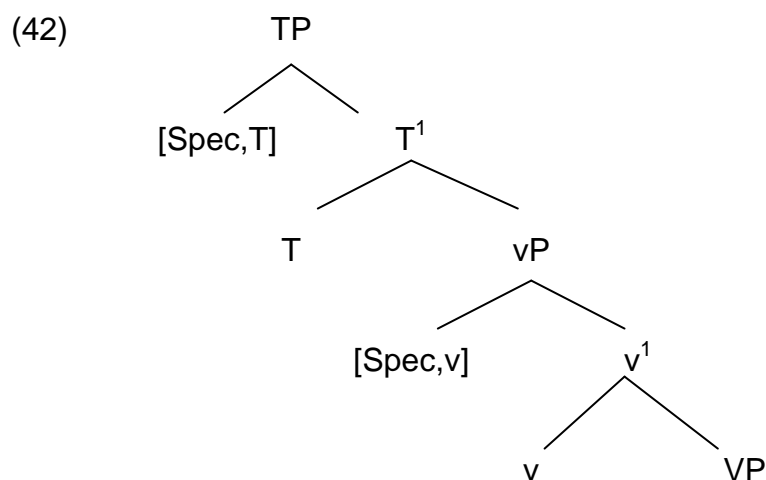 (42) TP
[Spec,T] T¹
T vP
[Spec,v] v¹
v VP